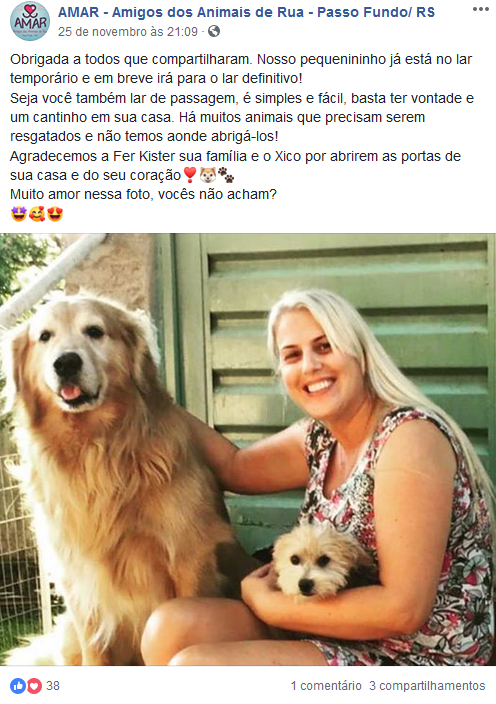 AMAR
AMAR - Amigos dos Animais de Rua - Passo Fundo/ RS
25 de novembro às 21:09 ·
Obrigada a todos que compartilharam. Nosso pequenininho já está no lar
temporário e em breve irá para o lar definitivo!
Seja você também lar de passagem, é simples e fácil, basta ter vontade e
um cantinho em sua casa. Há muitos animais que precisam serem
resgatados e não temos aonde abrigá-los!
Agradecemos a Fer Kister sua família e o Xico por abrirem as portas de
sua casa e do seu coração❣️🐶🐾
Muito amor nessa foto, vocês não acham?
🤩🥰😍
38
1 comentário 3 compartilhamentos